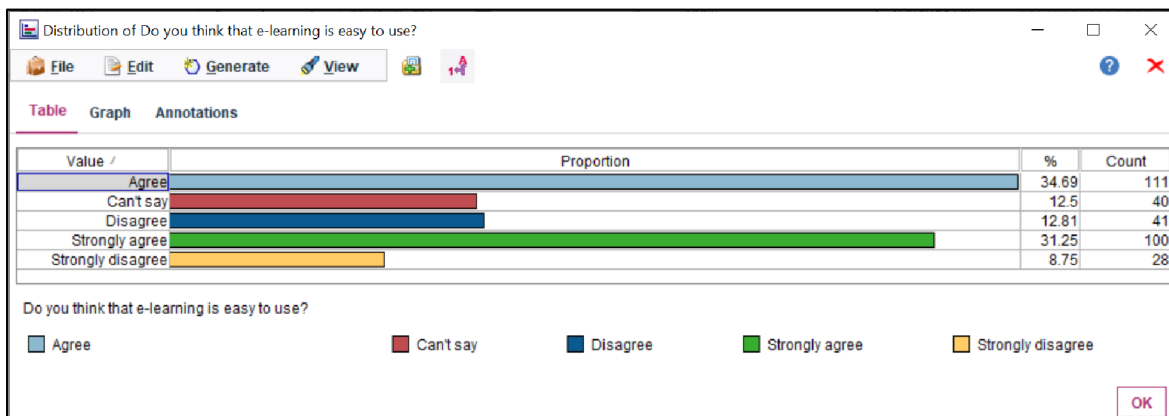 Distribution of Do you think that e-learning is easy to use?
File Edit Generate View
Table Graph Annotations
Value Proportion % Count
Agree 34.69 111
Can't say 12.5 40
Disagree 12.81 41
Strongly agree 31.25 100
Strongly disagree 8.75 28
Do you think that e-learning is easy to use?
Agree Can't say Disagree Strongly agree Strongly disagree
OK